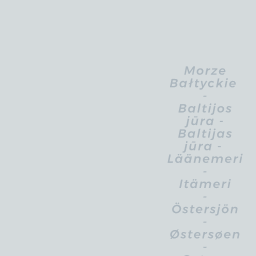 Morze
Bałtyckie
-
Baltijos
jūra -
Baltijas
jūra -
Läänemeri
-
Itämeri
-
Östersjön
-
Østersøen
-